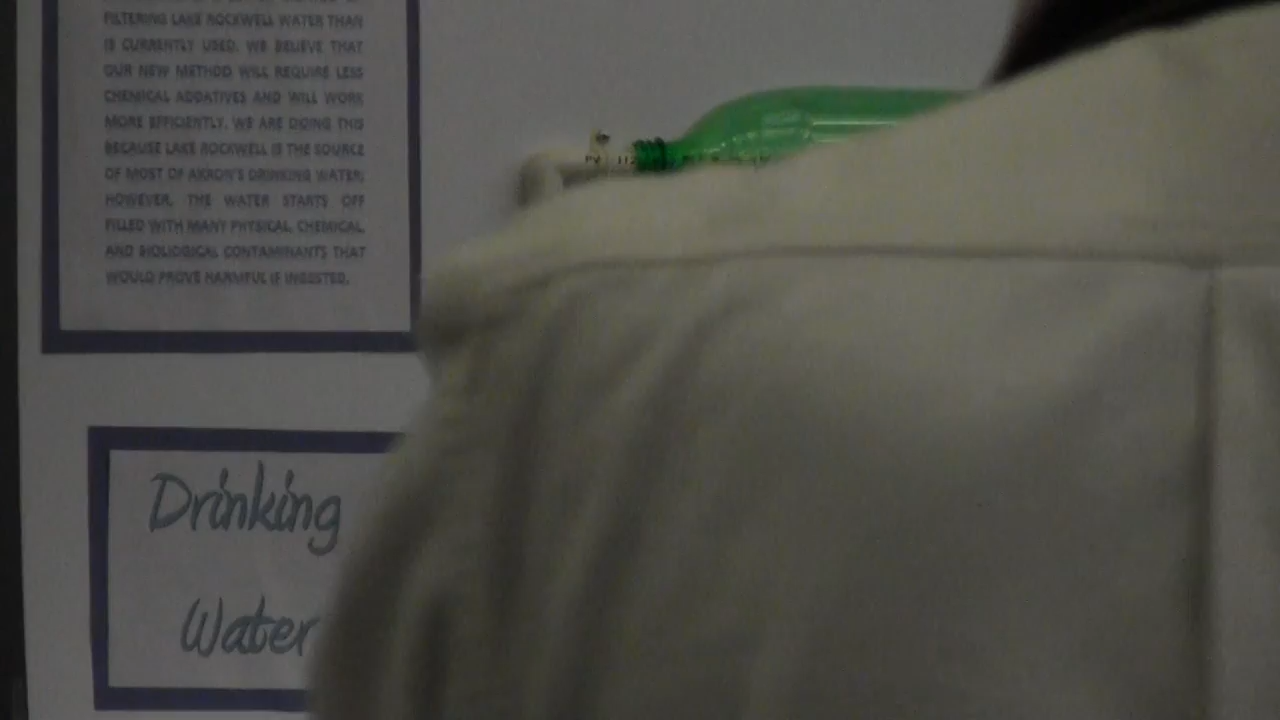 FILTERING LAKE ROCKWELL WATER THAN
IS CURRENTLY USED. WE BELIEVE THAT
OUR NEW METHOD WILL REQUIRE LESS
CHEMICAL ADDATIVES AND WILL WORK
MORE EFFICIENTLY. WE ARE DOING THIS
BECAUSE LAKE ROCKWELL IS THE SOURCE
OF MOST OF AKRON'S DRINKING WATER;
HOWEVER, THE WATER STARTS OFF
FILLED WITH MANY PHYSICAL, CHEMICAL,
AND BIOLOGICAL CONTAMINANTS THAT
WOULD PROVE HARMFUL IF INGESTED.
Drinking
Water